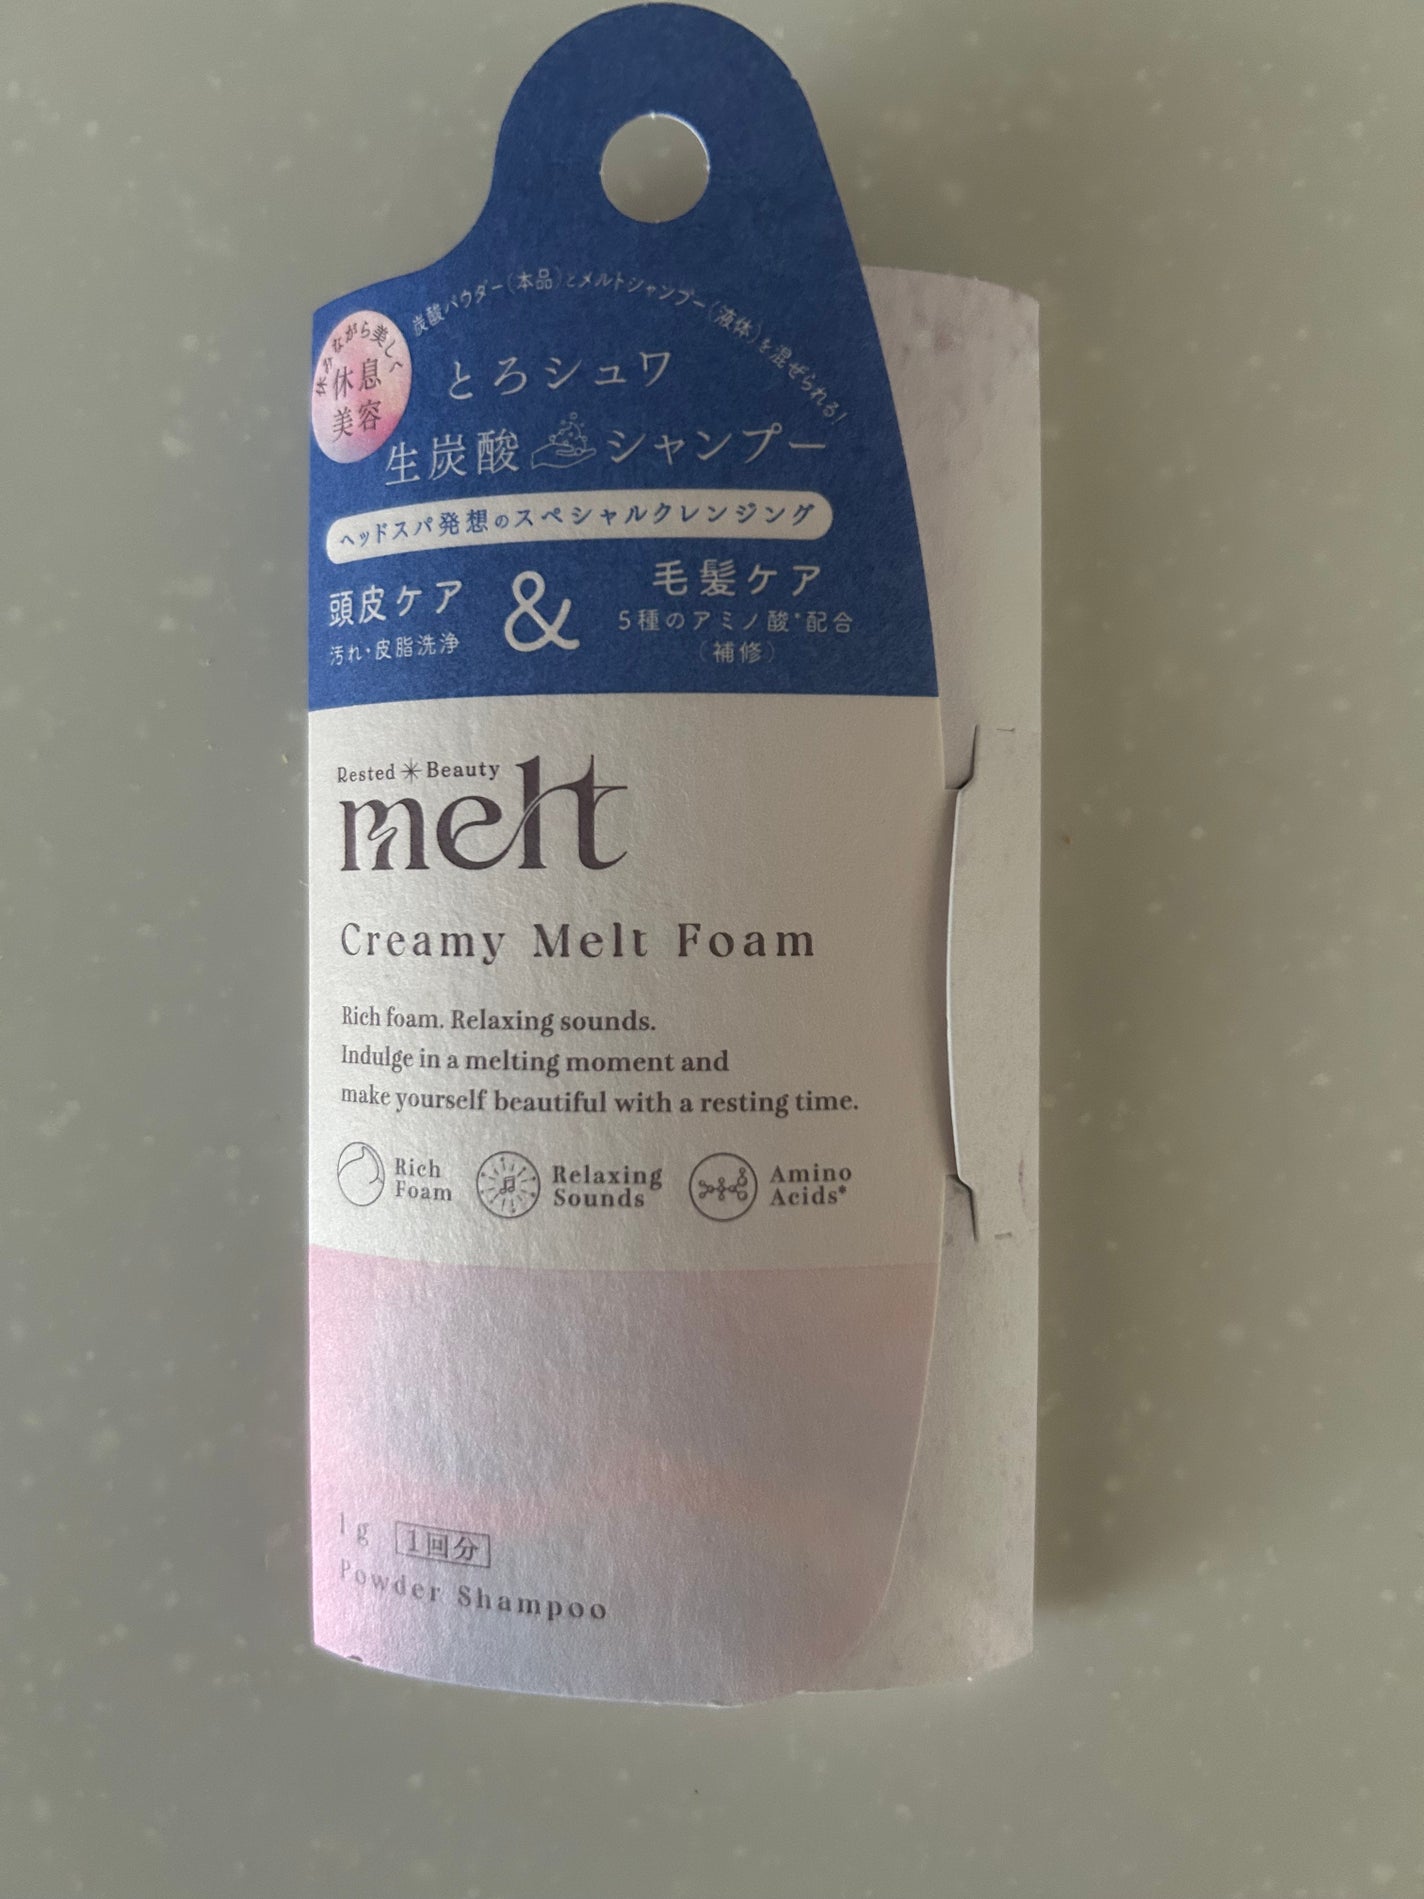 炭酸パウダー(本品)とメルトシャンプー(液体)を混ぜられる!
休みながら美しく
休息
美容
とろシュワ
生炭酸シャンプー
ヘッドスパ発想のスペシャルクレンジング
頭皮ケア
汚れ・皮脂洗浄
&
毛髪ケア
5種のアミノ酸*配合
(補修)
Rested Beauty
melt
Creamy Melt Foam
Rich foam. Relaxing sounds.
Indulge in a melting moment and
make yourself beautiful with a resting time.
Rich
Foam
Relaxing
Sounds
Amino
Acids*
1g 1回分
Powder Shampoo